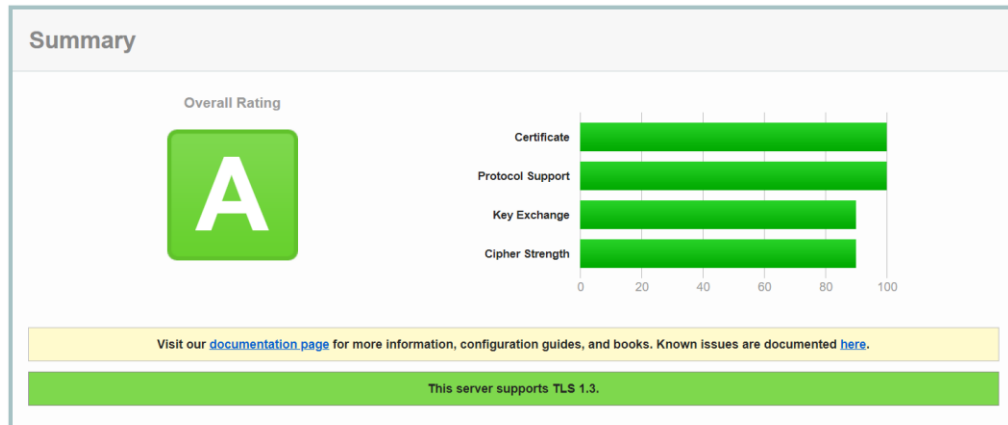 Summary
Overall Rating
A
Certificate
Protocol Support
Key Exchange
Cipher Strength
0 20 40 60 80 100
Visit our documentation page for more information, configuration guides, and books. Known issues are documented here.
This server supports TLS 1.3.